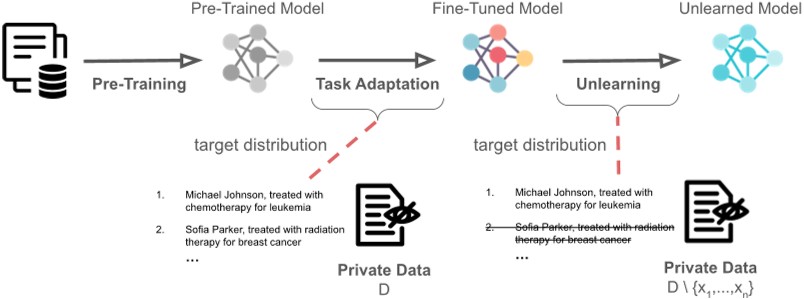 Pre-Trained Model
Fine-Tuned Model
Unlearned Model
Pre-Training
Task Adaptation
Unlearning
target distribution
target distribution
1. Michael Johnson, treated with
chemotherapy for leukemia
2. Sofia Parker, treated with radiation
therapy for breast cancer
...
Private Data
D
1. Michael Johnson, treated with
chemotherapy for leukemia
2. Sofia Parker, treated with radiation
therapy for breast cancer
...
Private Data
D \ {x1,...,xn}